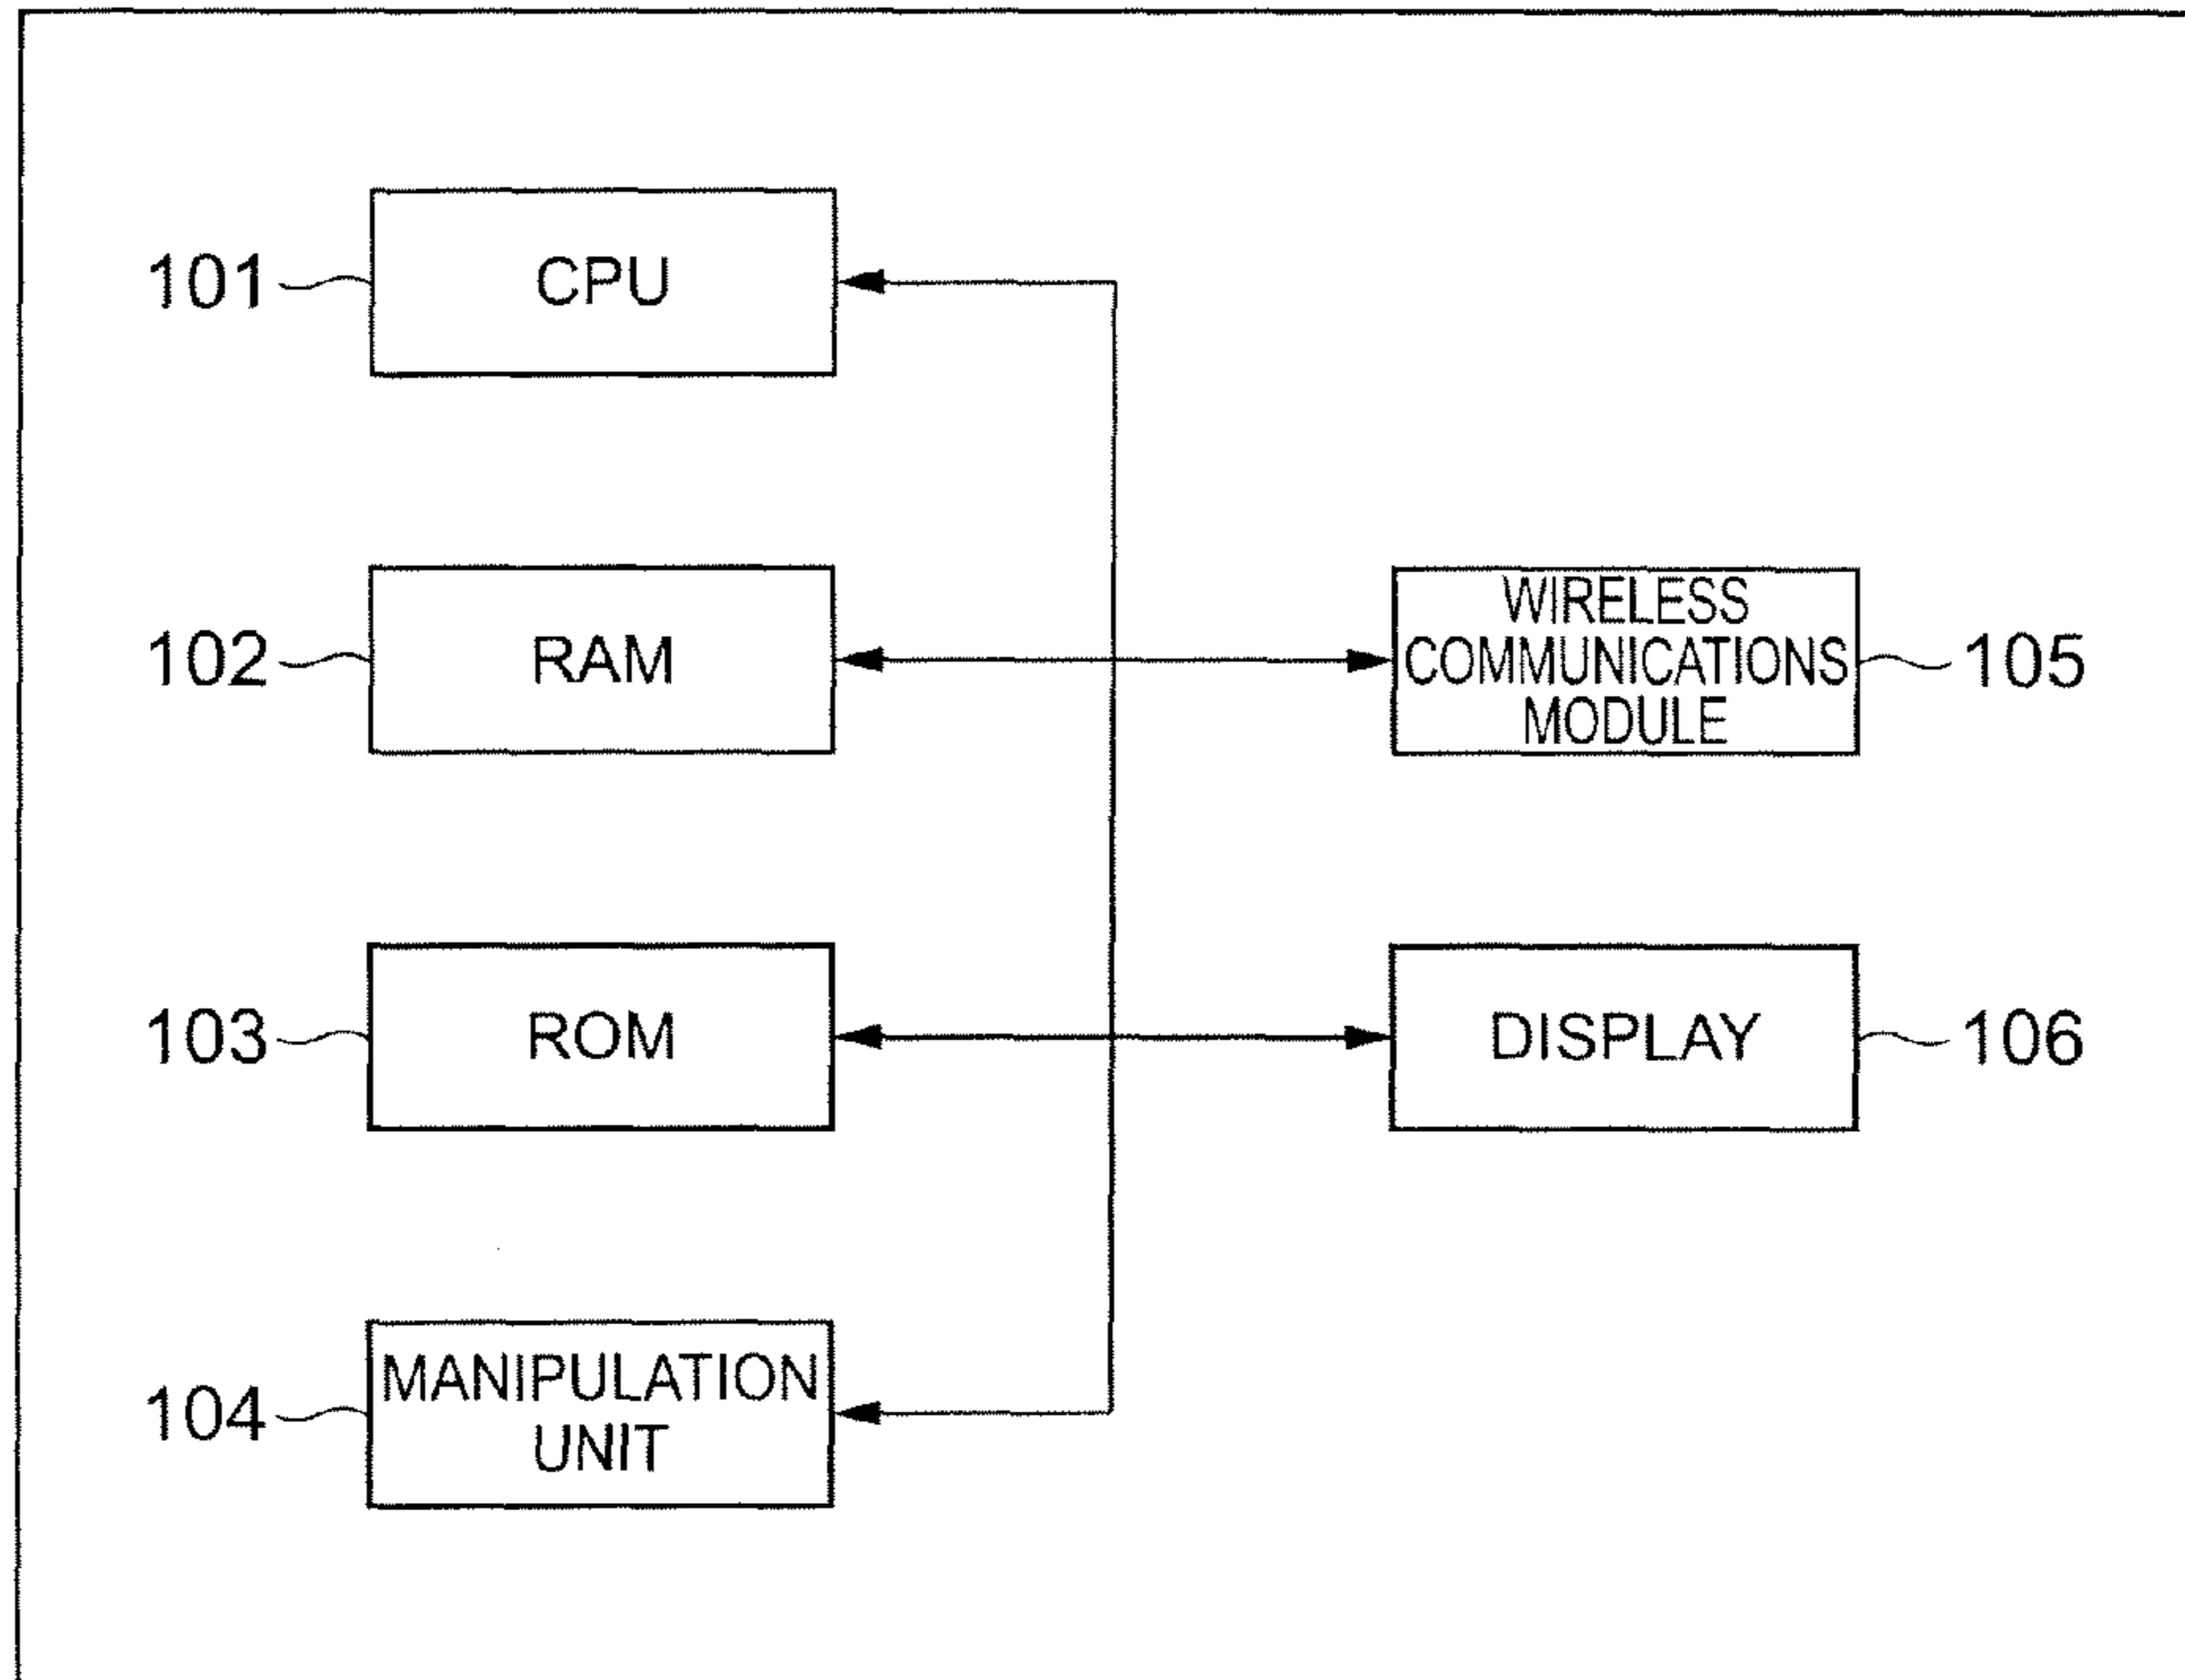 101
CPU
102
RAM
WIRELESS
COMMUNICATIONS
MODULE
105
103
ROM
DISPLAY
106
104
MANIPULATION
UNIT